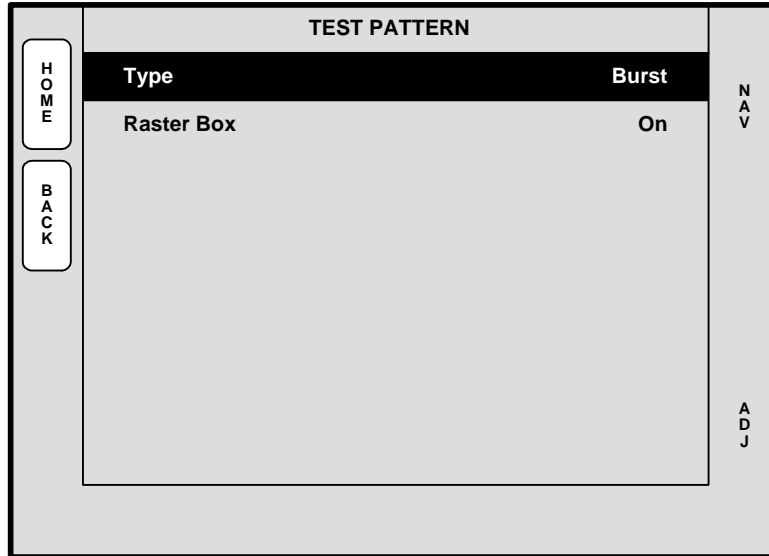 TEST PATTERN
HOME
Type Burst
NAV
Raster Box On
BACK
ADJ